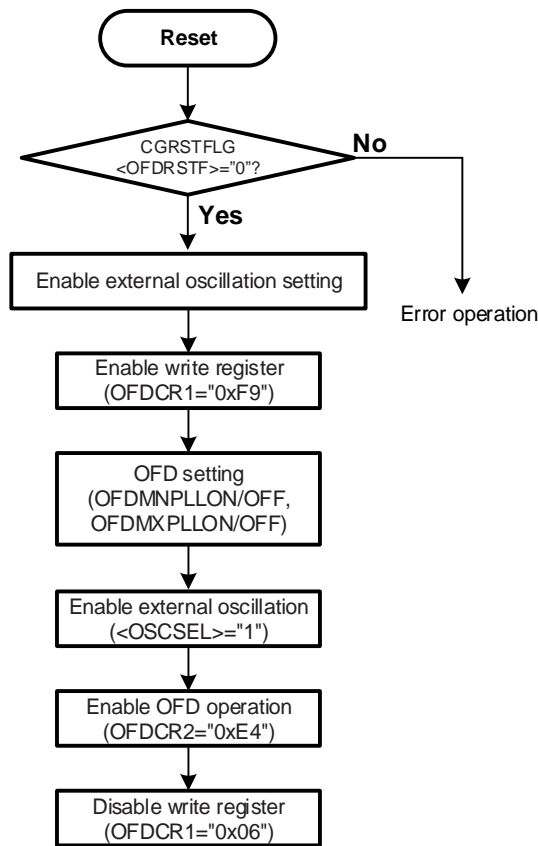 Reset
CGRSTFLG
<OFDRSTF>="0"?
No
Yes
Enable external oscillation setting
Error operation
Enable write register
(OFDCR1="0xF9")
OFD setting
(OFDMNPLLON/OFF,
OFDMXPLLON/OFF)
Enable external oscillation
(<OSCSEL>="1")
Enable OFD operation
(OFDCR2="0xE4")
Disable write register
(OFDCR1="0x06")